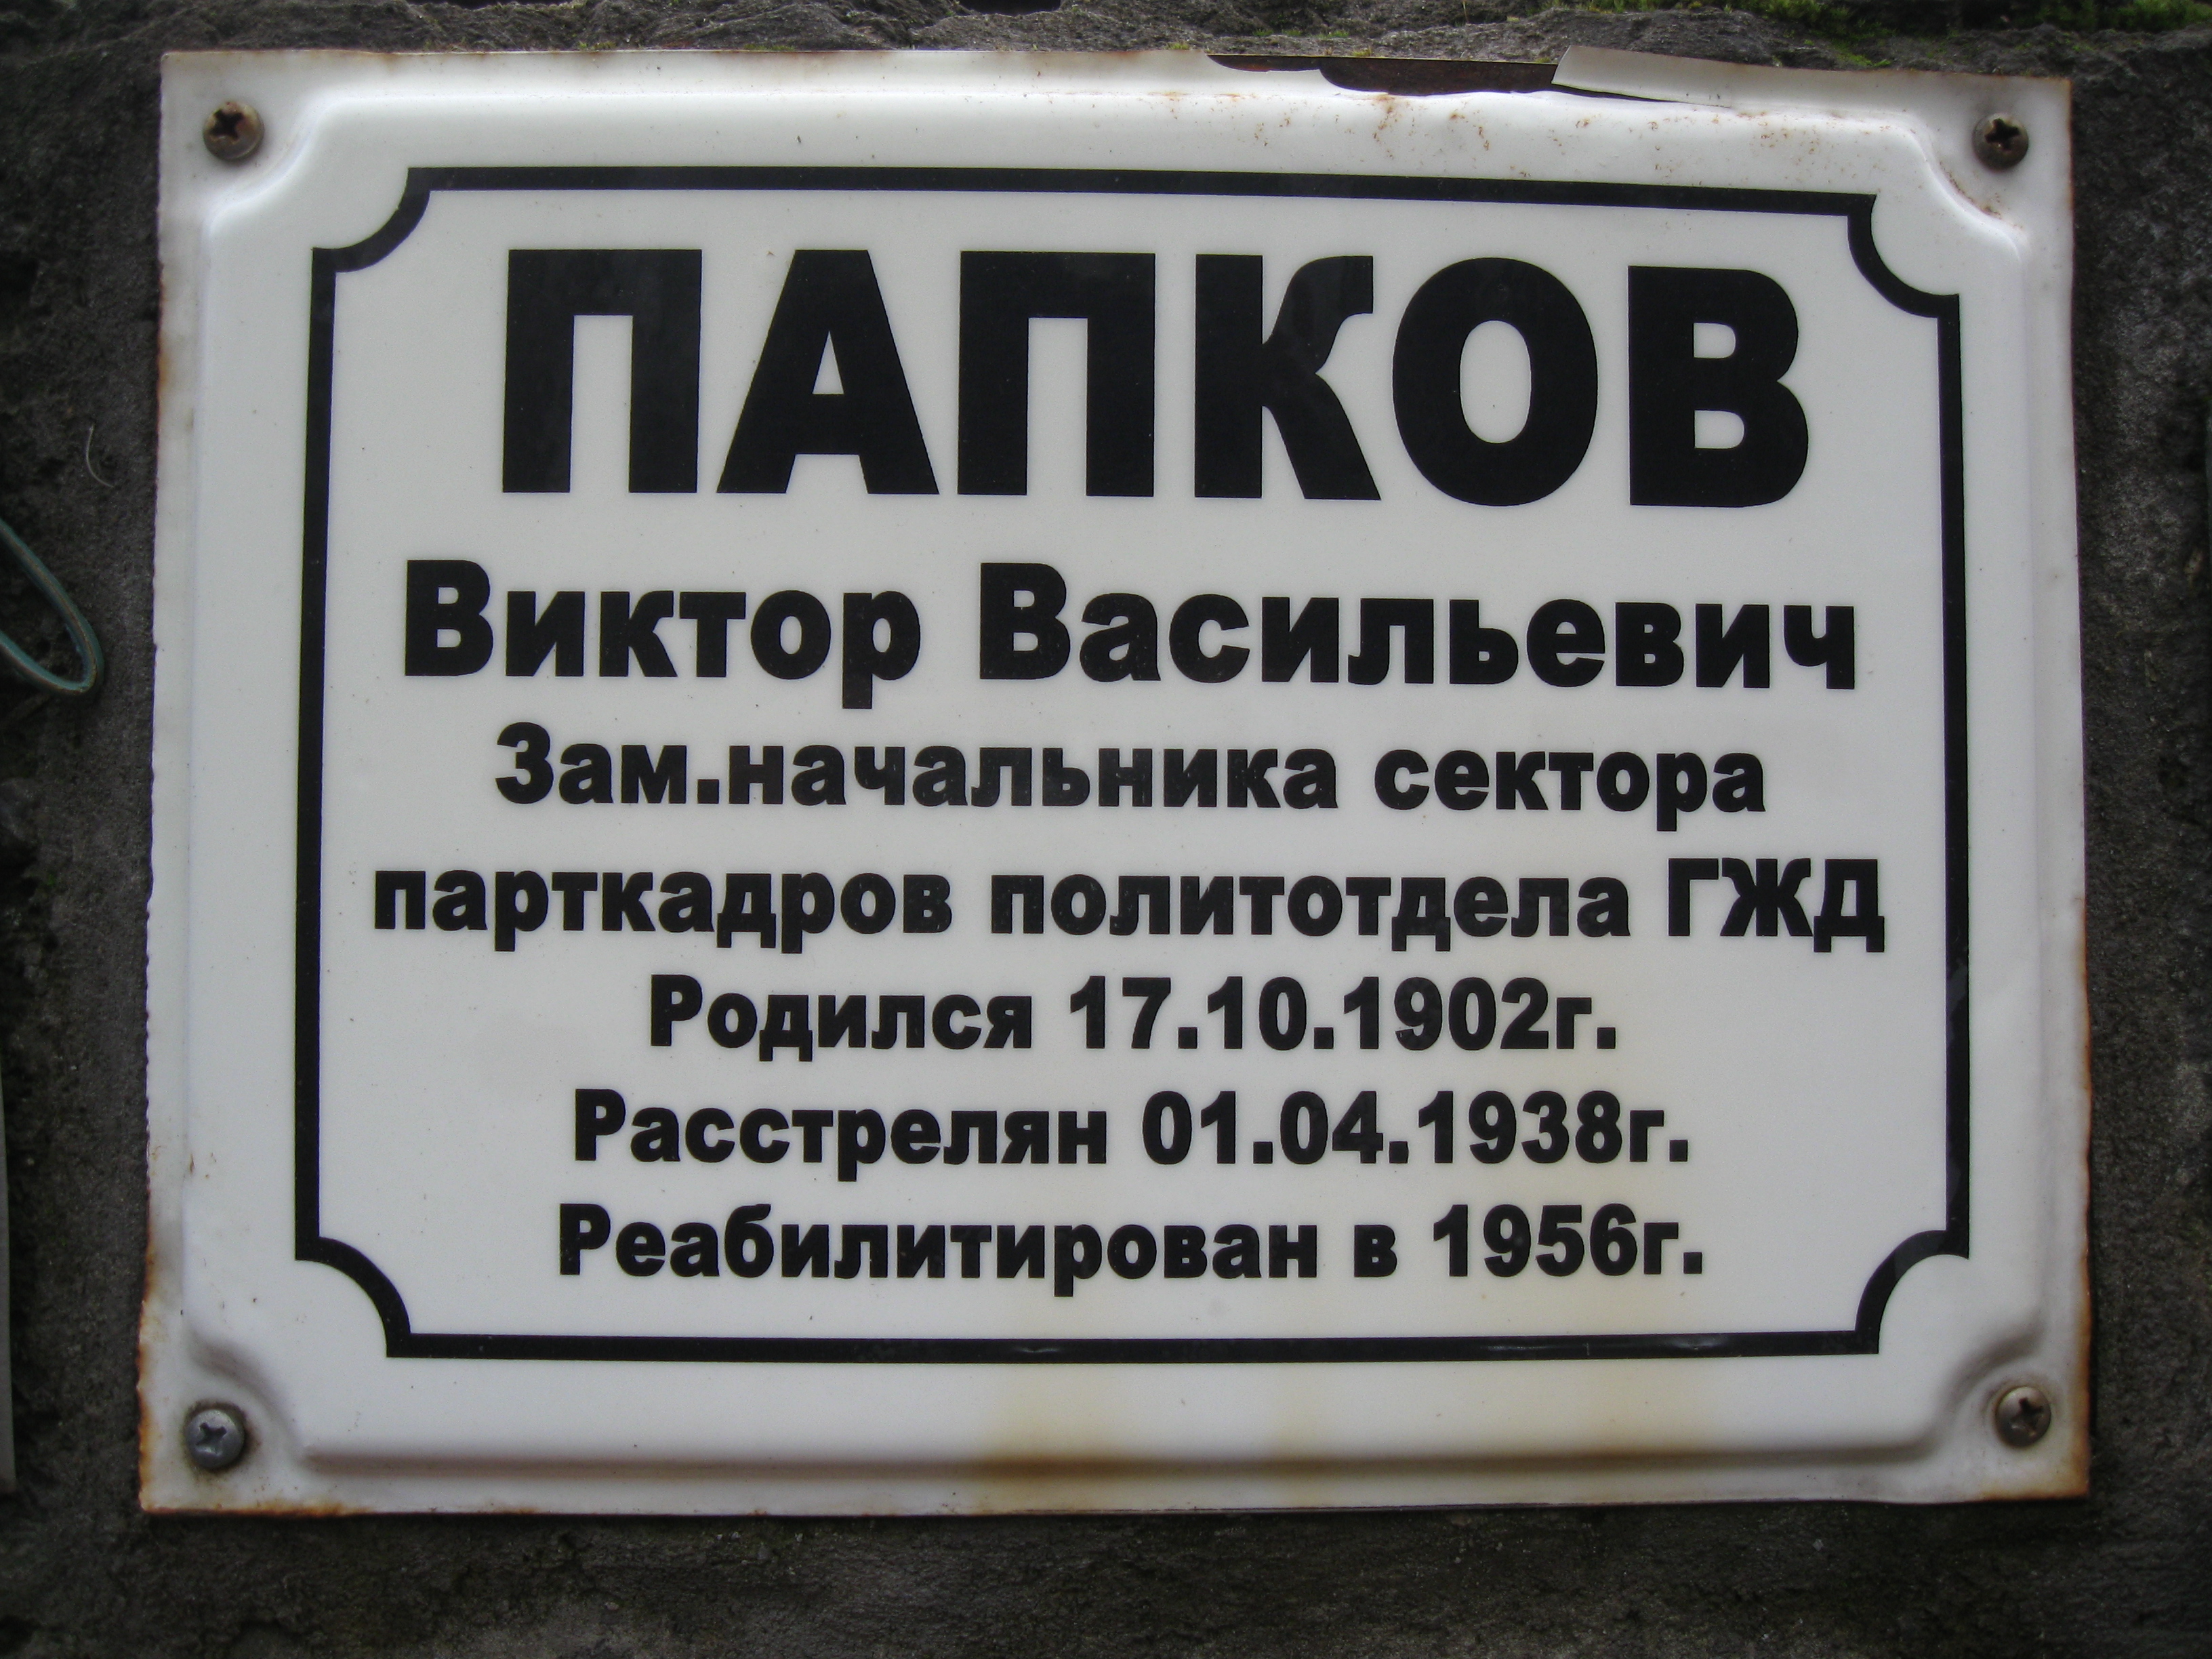 ПАПКОВ
Виктор Васильевич
Зам.начальника сектора
парткадров политотдела ГЖД
Родился 17.10.1902г.
Расстрелян 01.04.1938г.
Реабилитирован в 1956г.